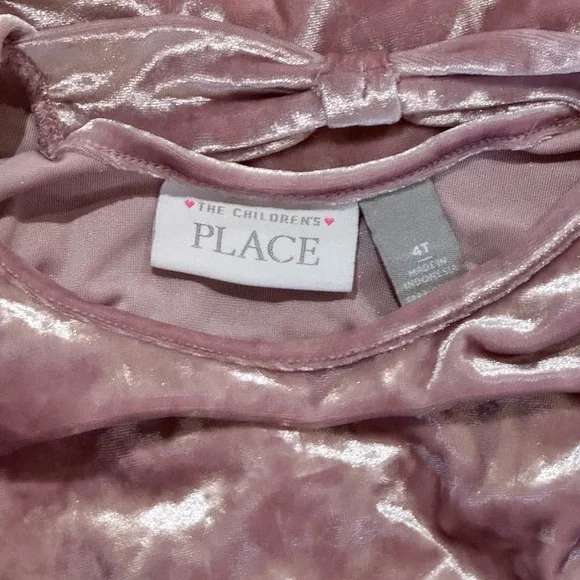 THE CHILDREN'S
PLACE
4T
MADE IN
INDONESIA